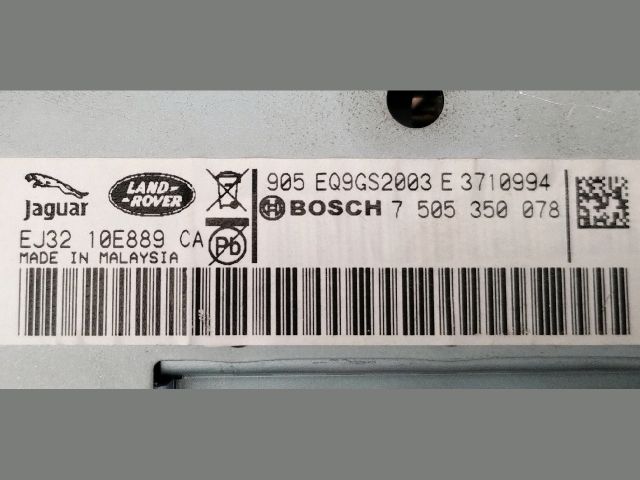 Jaguar
LAND-
-ROVER
EJ32 10E889 CA
MADE IN MALAYSIA
Pb
905 EQ9GS2003 E 3710994
BOSCH 7 505 350 078